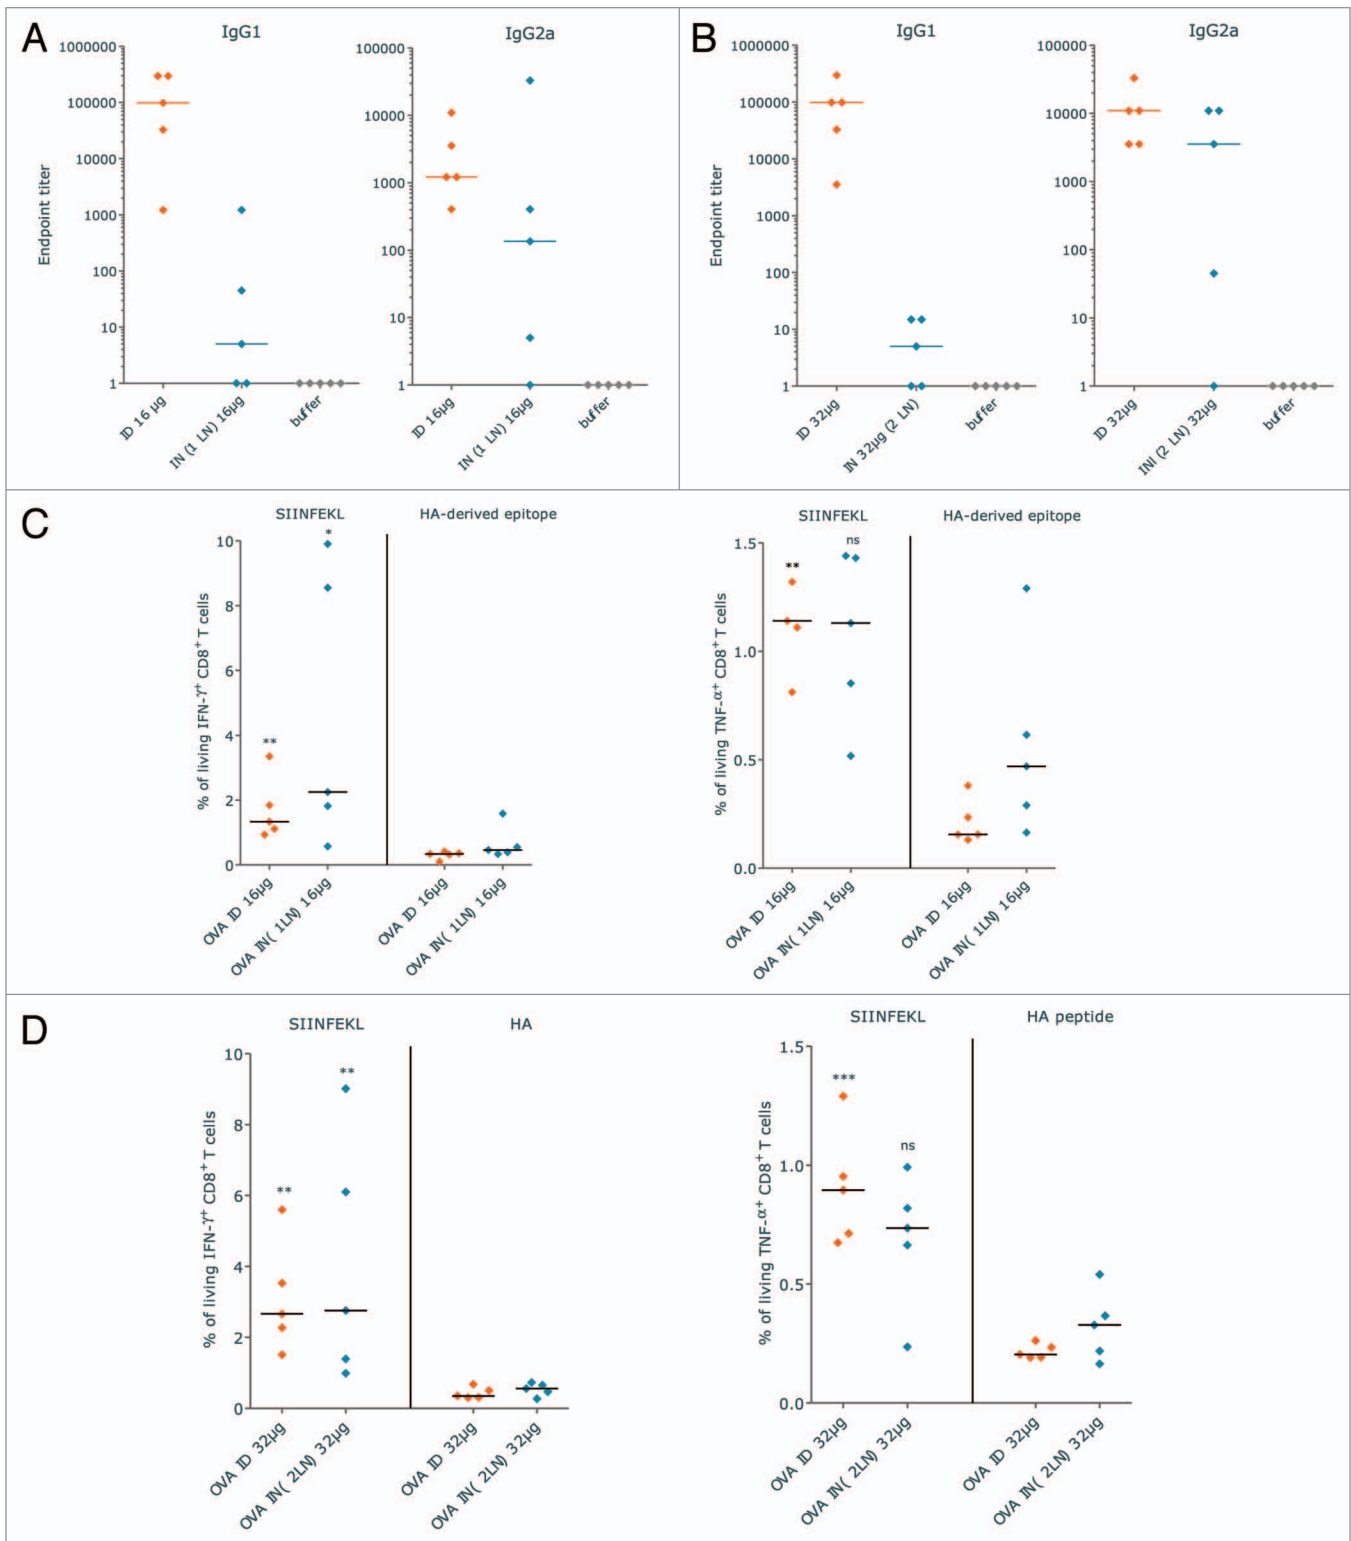 A
IgG1
IgG2a
Endpoint titer
1000000
100000
10000
1000
100
10
1
ID 16 µg
IN (1 LN) 16µg
buffer
100000
10000
1000
100
10
1
ID 16µg
IN (1 LN) 16µg
buffer
B
IgG1
IgG2a
Endpoint titer
1000000
100000
10000
1000
100
10
1
ID 32µg
IN 32µg (2 LN)
buffer
100000
10000
1000
100
10
1
ID 32µg
INI (2 LN) 32µg
buffer
C
SIINFEKL
HA-derived epitope
% of living IFN-γ+ CD8+ T cells
10
8
6
4
2
0
**
*
OVA ID 16µg
OVA IN( 1LN) 16µg
OVA ID 16µg
OVA IN( 1LN) 16µg
SIINFEKL
HA-derived epitope
% of living TNF-α+ CD8+ T cells
1.5
1.0
0.5
0.0
**
ns
OVA ID 16µg
OVA IN( 1LN) 16µg
OVA ID 16µg
OVA IN( 1LN) 16µg
D
SIINFEKL
HA
% of living IFN-γ+ CD8+ T cells
10
8
6
4
2
0
**
**
OVA ID 32µg
OVA IN( 2LN) 32µg
OVA ID 32µg
OVA IN( 2LN) 32µg
SIINFEKL
HA peptide
% of living TNF-α+ CD8+ T cells
1.5
1.0
0.5
0.0
***
ns
OVA ID 32µg
OVA IN( 2LN) 32µg
OVA ID 32µg
OVA IN( 2LN) 32µg